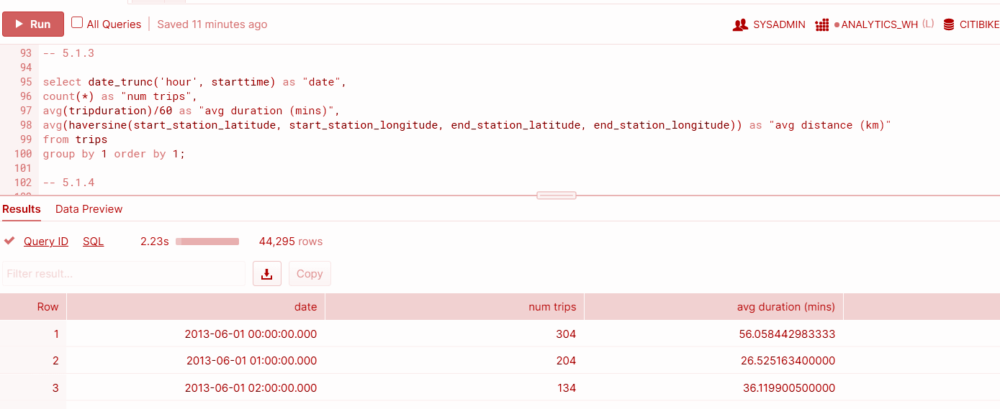 Run All Queries Saved 11 minutes ago SYSADMIN ANALYTICS_WH (L) CITIBIKE
93 -- 5.1.3
94
95 select date_trunc('hour', starttime) as "date",
96 count(*) as "num trips",
97 avg(tripduration)/60 as "avg duration (mins)",
98 avg(haversine(start_station_latitude, start_station_longitude, end_station_latitude, end_station_longitude)) as "avg distance (km)"
99 from trips
100 group by 1 order by 1;
101
102 -- 5.1.4
Results Data Preview
Query ID SQL 2.23s 44,295 rows
Filter result... Copy
Row date num trips avg duration (mins)
1 2013-06-01 00:00:00.000 304 56.058442983333
2 2013-06-01 01:00:00.000 204 26.525163400000
3 2013-06-01 02:00:00.000 134 36.119900500000